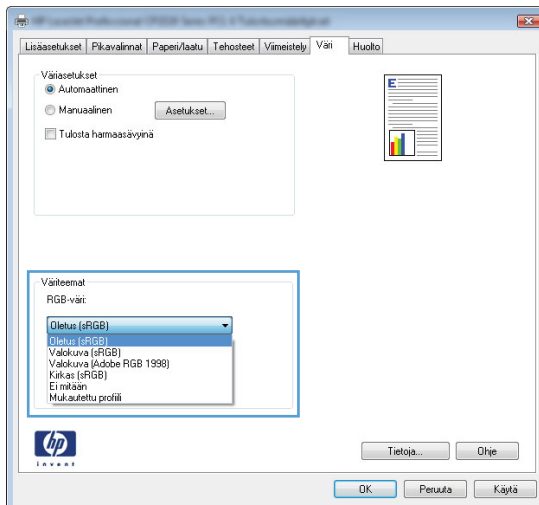 Lisäasetukset Pikavalinnat Paperi/laatu Tehosteet Viimeistely Väri Huolto
Väriasetukset
Automaattinen
Manuaalinen
Asetukset...
Tulosta harmaasävyinä
E
Väriteemat
RGB-väri:
Oletus (sRGB)
Oletus (sRGB)
Valokuva (sRGB)
Valokuva (Adobe RGB 1998)
Kirkas (sRGB)
Ei mitään
Mukautettu profiili
hp
invent
Tietoja... Ohje
OK Peruuta Käytä